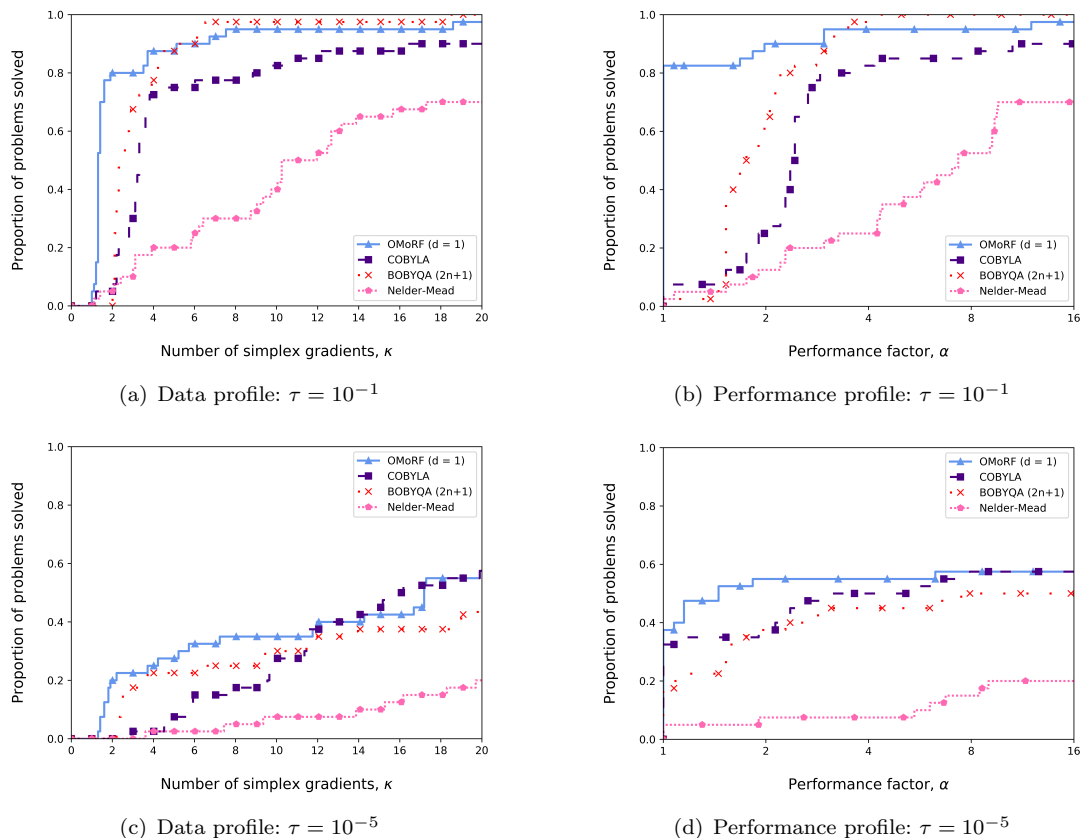 1.0
0.8
0.6
0.4
0.2
0.0
Proportion of problems solved
OMoRF (d = 1)
COBYLA
BOBYQA (2n+1)
Nelder-Mead
0 2 4 6 8 10 12 14 16 18 20
Number of simplex gradients, κ
(a) Data profile: τ = 10⁻¹
1.0
0.8
0.6
0.4
0.2
0.0
Proportion of problems solved
OMoRF (d = 1)
COBYLA
BOBYQA (2n+1)
Nelder-Mead
1 2 4 8 16
Performance factor, α
(b) Performance profile: τ = 10⁻¹
1.0
0.8
0.6
0.4
0.2
0.0
Proportion of problems solved
OMoRF (d = 1)
COBYLA
BOBYQA (2n+1)
Nelder-Mead
0 2 4 6 8 10 12 14 16 18 20
Number of simplex gradients, κ
(c) Data profile: τ = 10⁻⁵
1.0
0.8
0.6
0.4
0.2
0.0
Proportion of problems solved
OMoRF (d = 1)
COBYLA
BOBYQA (2n+1)
Nelder-Mead
1 2 4 8 16
Performance factor, α
(d) Performance profile: τ = 10⁻⁵